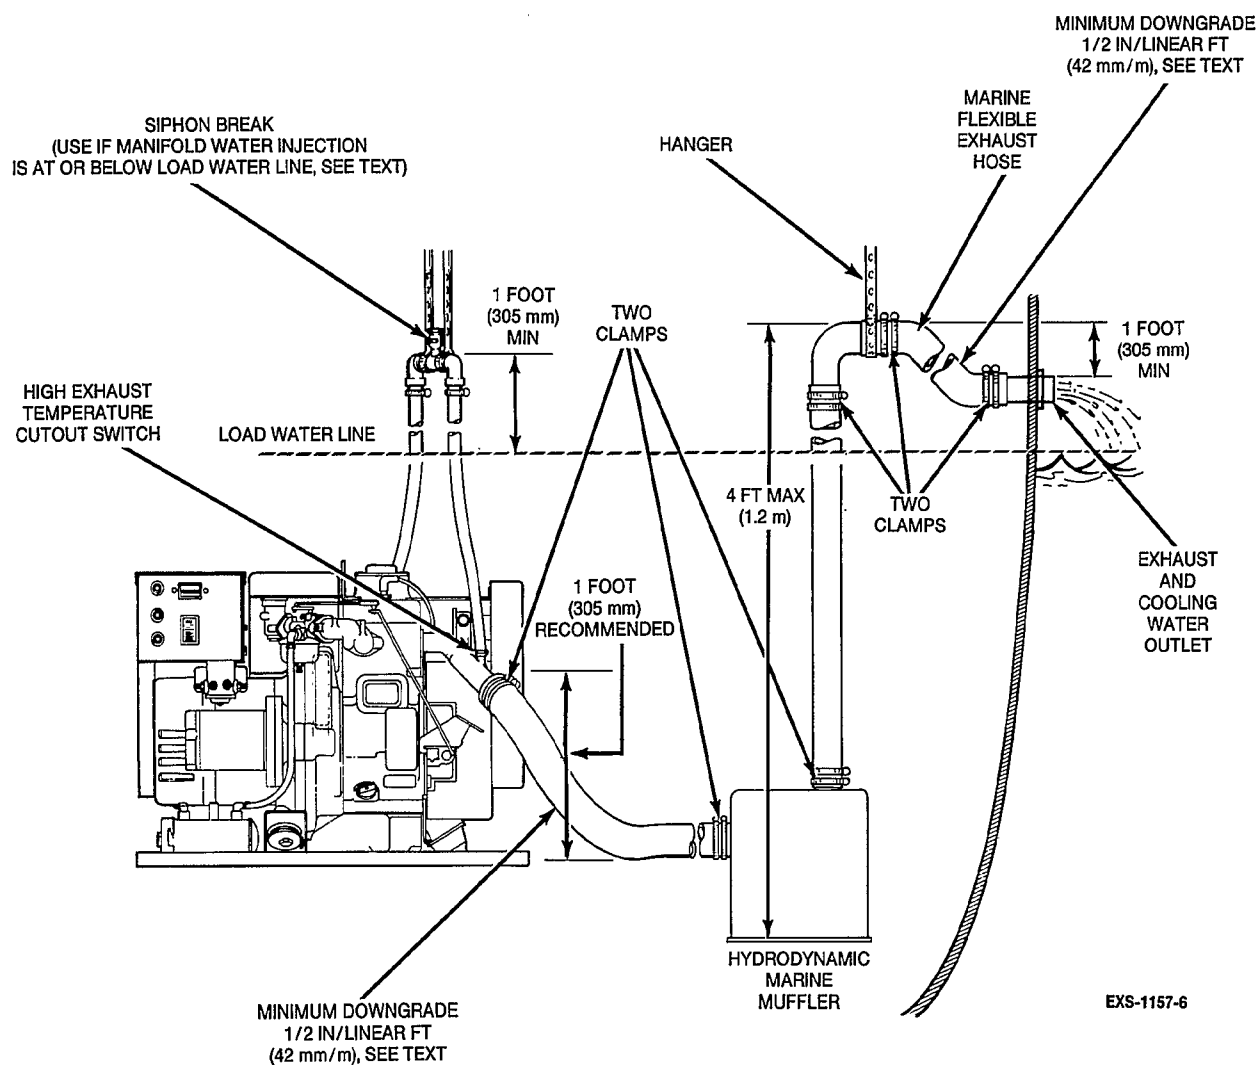 MINIMUM DOWNGRADE
1/2 IN/LINEAR FT
(42 mm/m), SEE TEXT
MARINE
FLEXIBLE
EXHAUST
HOSE
SIPHON BREAK
(USE IF MANIFOLD WATER INJECTION
IS AT OR BELOW LOAD WATER LINE, SEE TEXT)
HANGER
1 FOOT
(305 mm)
MIN
TWO
CLAMPS
1 FOOT
(305 mm)
MIN
HIGH EXHAUST
TEMPERATURE
CUTOUT SWITCH
LOAD WATER LINE
4 FT MAX
(1.2 m)
TWO
CLAMPS
EXHAUST
AND
COOLING
WATER
OUTLET
1 FOOT
(305 mm)
RECOMMENDED
HYDRODYNAMIC
MARINE
MUFFLER
EXS-1157-6
MINIMUM DOWNGRADE
1/2 IN/LINEAR FT
(42 mm/m), SEE TEXT